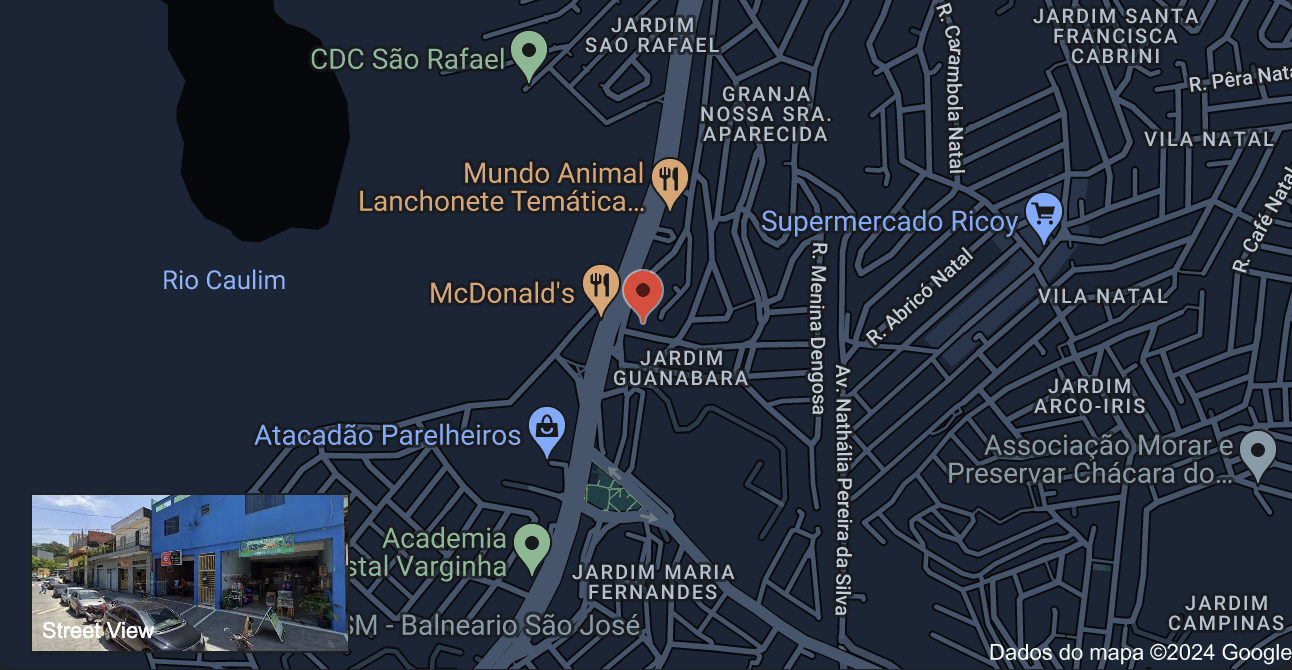 JARDIM
SAO RAFAEL
JARDIM SANTA
FRANCISCA
CABRINI
CDC São Rafael
R. Carambola Natal
R. Pêra Nata
GRANJA
NOSSA SRA.
APARECIDA
VILA NATAL
Mundo Animal
Lanchonete Temática...
Supermercado Ricoy
R. Café Natal
Rio Caulim
McDonald's
R. Menina Dengosa
R. Abricó Natal
VILA NATAL
JARDIM
GUANABARA
JARDIM
ARCO-IRIS
Av. Nathália Pereira da Silva
Atacadão Parelheiros
Associação Morar e
Preservar Chácara do...
Academia
stal Varginha
JARDIM MARIA
FERNANDES
JARDIM
CAMPINAS
SM - Balneario São José
Street View
Dados do mapa ©2024 Google